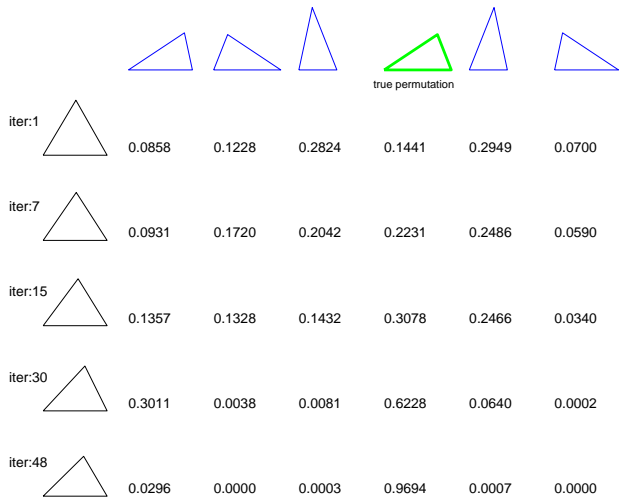 true permutation
iter:1
0.0858 0.1228 0.2824 0.1441 0.2949 0.0700
iter:7
0.0931 0.1720 0.2042 0.2231 0.2486 0.0590
iter:15
0.1357 0.1328 0.1432 0.3078 0.2466 0.0340
iter:30
0.3011 0.0038 0.0081 0.6228 0.0640 0.0002
iter:48
0.0296 0.0000 0.0003 0.9694 0.0007 0.0000